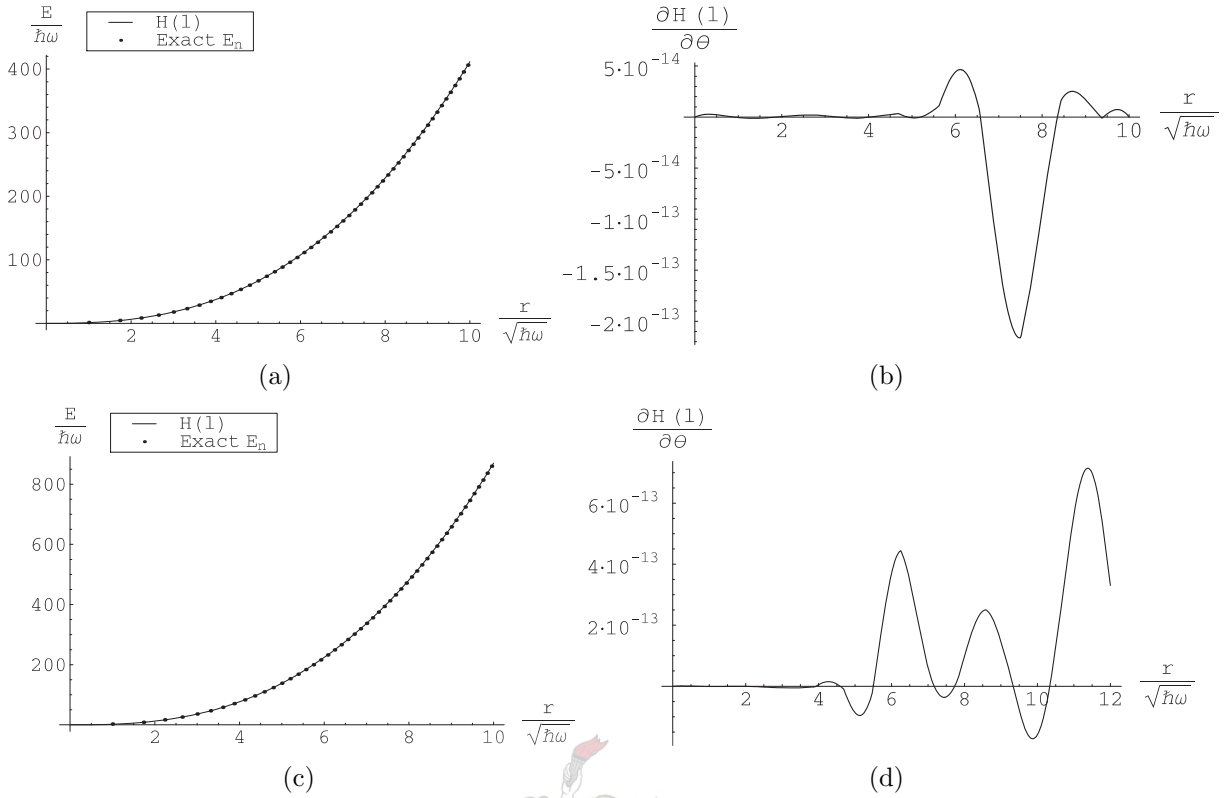 E
ħω
H(l)
Exact Eₙ
400
300
200
100
2
4
6
8
10
r
√ħω
(a)
∂H (l)
∂θ
5·10⁻¹⁴
-5·10⁻¹⁴
-1·10⁻¹³
-1.5·10⁻¹³
-2·10⁻¹³
2
4
6
8
10
r
√ħω
(b)
E
ħω
H(l)
Exact Eₙ
800
600
400
200
2
4
6
8
10
r
√ħω
(c)
∂H (l)
∂θ
6·10⁻¹³
4·10⁻¹³
2·10⁻¹³
2
4
6
8
10
12
r
√ħω
(d)